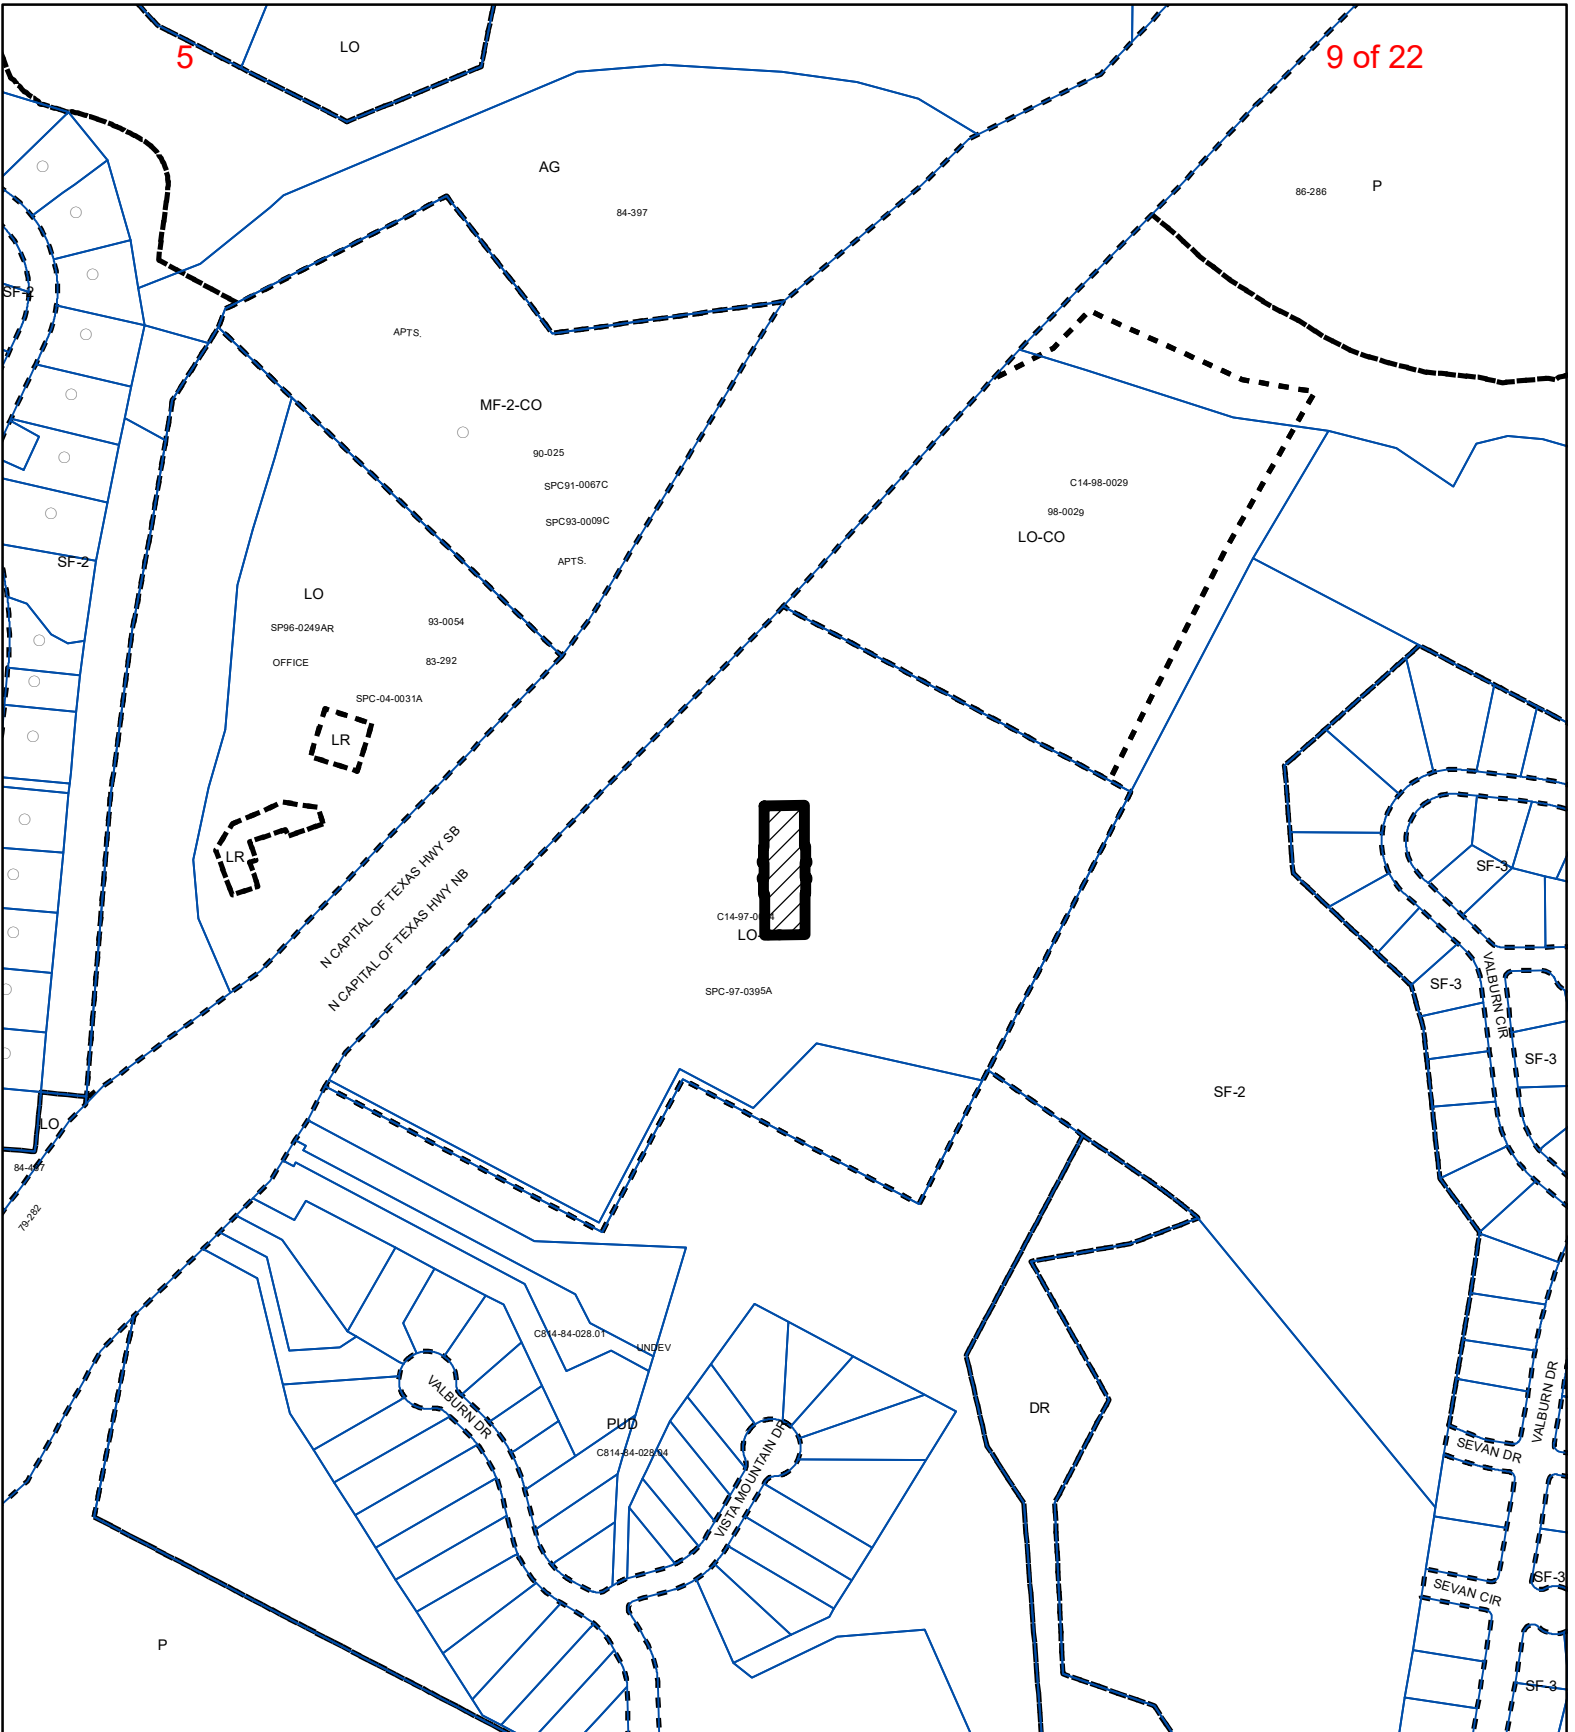 5
LO
9 of 22
AG
84-397
86-286
P
SF-2
APTS.
MF-2-CO
90-025
SPC91-0067C
SPC93-0009C
APTS.
C14-98-0029
98-0029
LO-CO
SF-2
LO
SP96-0249AR
93-0054
OFFICE
83-292
SPC-04-0031A
LR
LR
N CAPITAL OF TEXAS HWY SB
N CAPITAL OF TEXAS HWY NB
LO-
SPC-97-0395A
SF-3
SF-3
VALBURN CIR
SF-3
SF-2
LO
79-282
C814-84-028.01
UNDEV
VALBURN DR
PUD
C814-84-028.04
VISTA MOUNTAIN DR
DR
VALBURN DR
SEVAN DR
SF-3
SEVAN CIR
P
SF-3